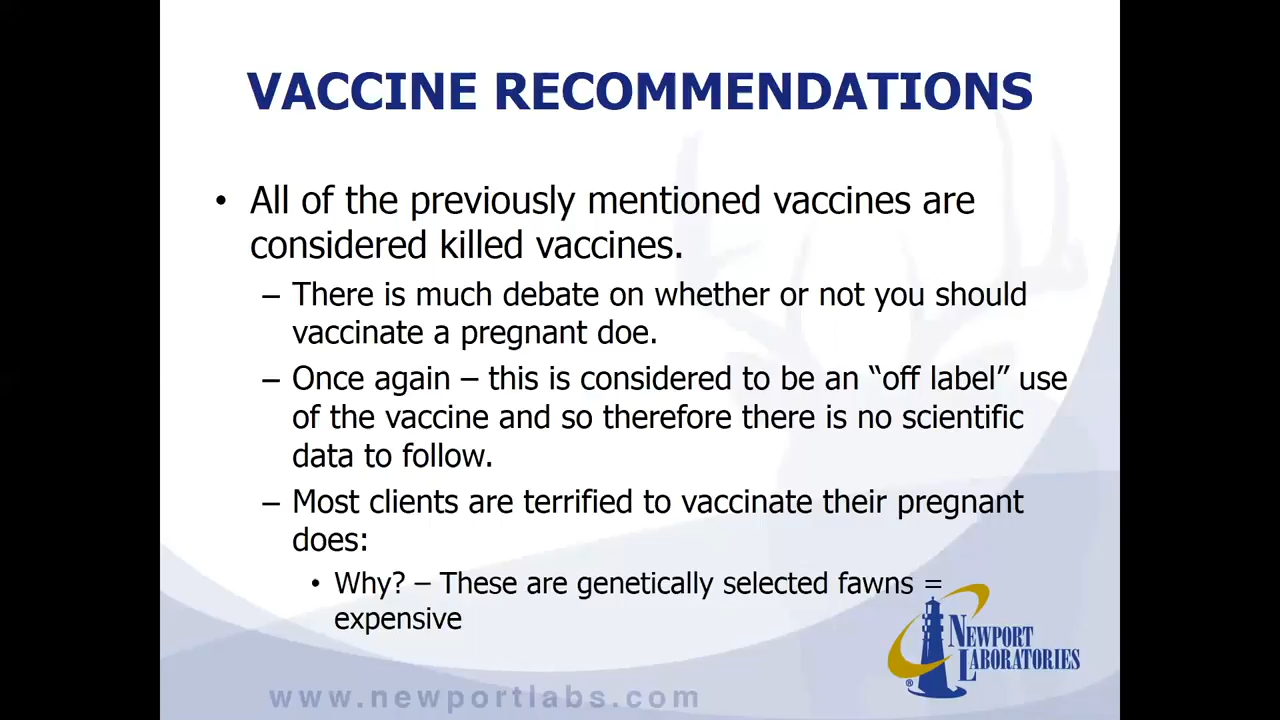 VACCINE RECOMMENDATIONS
• All of the previously mentioned vaccines are
considered killed vaccines.
– There is much debate on whether or not you should
vaccinate a pregnant doe.
– Once again – this is considered to be an “off label” use
of the vaccine and so therefore there is no scientific
data to follow.
– Most clients are terrified to vaccinate their pregnant
does:
• Why? – These are genetically selected fawns =
expensive
NEWPORT
LABORATORIES
®
www.newportlabs.com